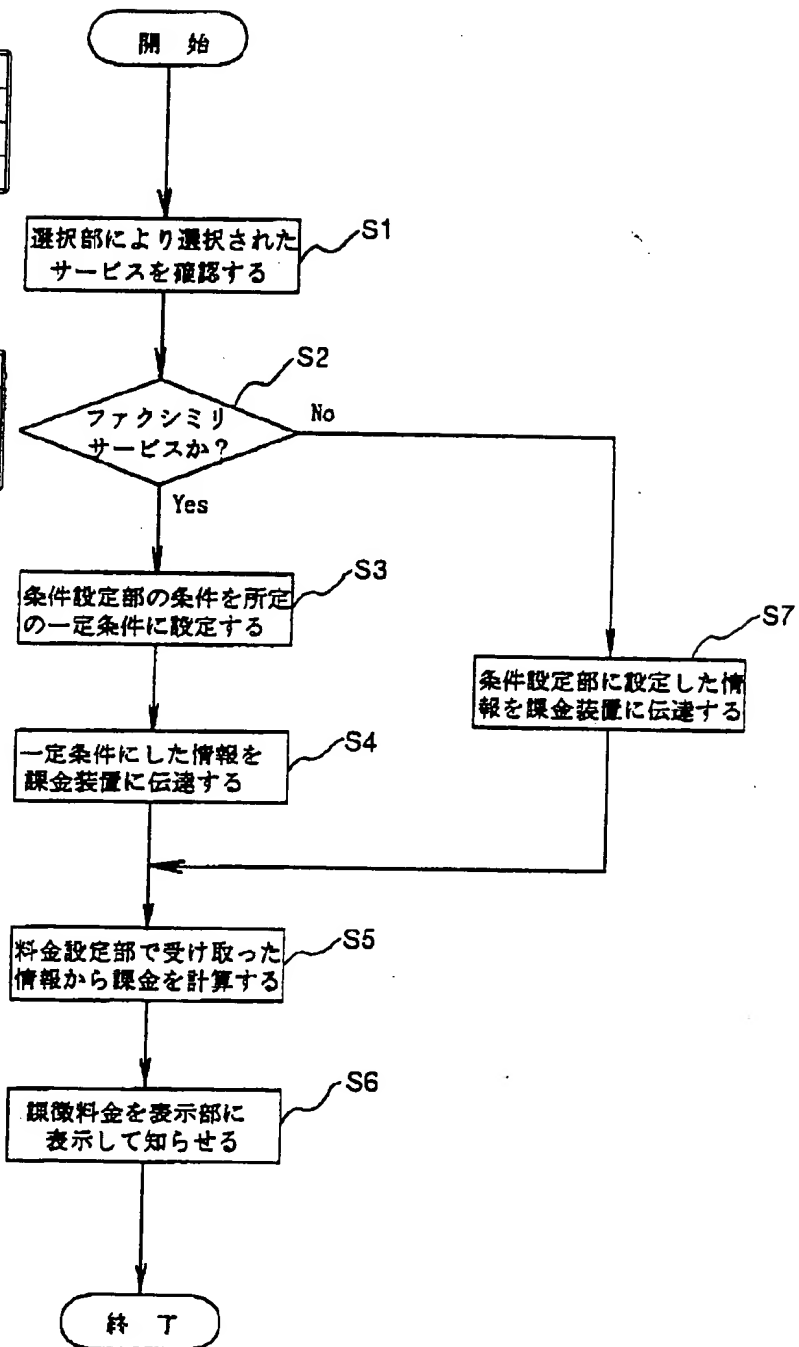 開 始
選択部により選択された
サービスを確認する
S1
S2
ファクシミリ
サービスか？
No
Yes
条件設定部の条件を所定
の一定条件に設定する
S3
条件設定部に設定した情
報を課金装置に伝達する
S7
一定条件にした情報を
課金装置に伝達する
S4
料金設定部で受け取った
情報から課金を計算する
S5
課徴料金を表示部に
表示して知らせる
S6
終 了